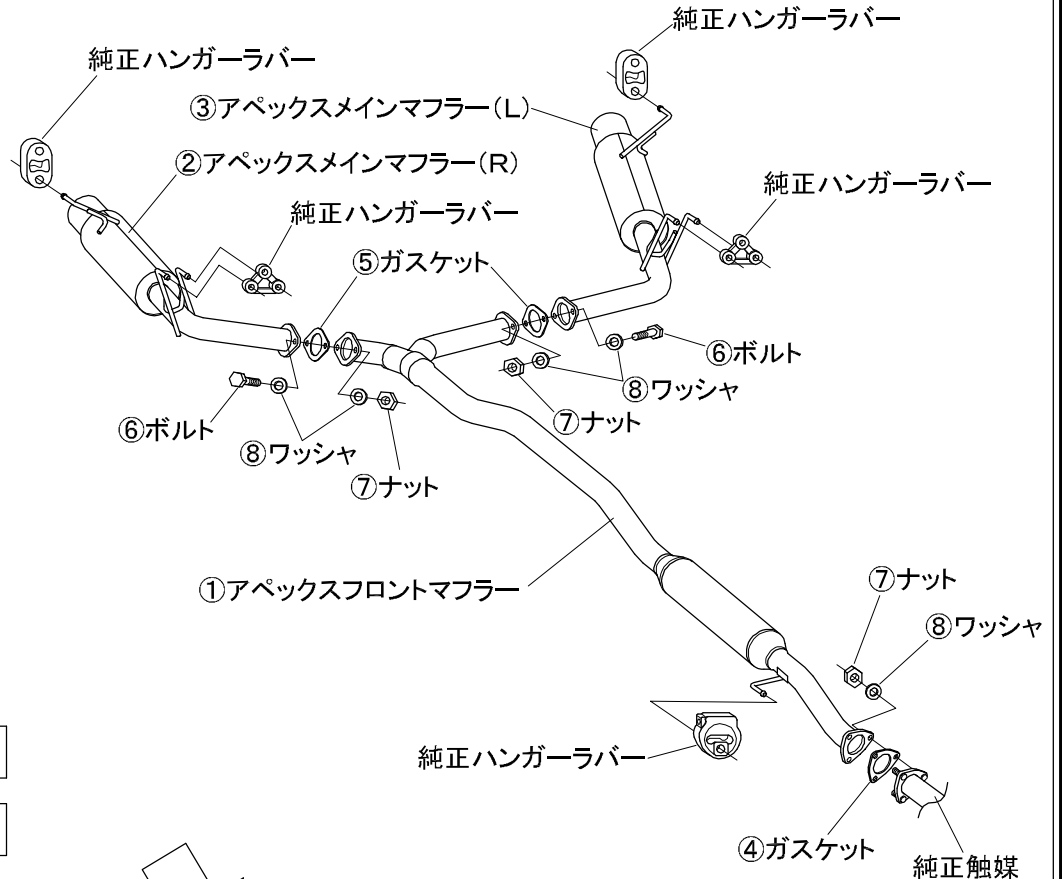 純正ハンガーラバー
純正ハンガーラバー
③アペックスメインマフラー(L)
②アペックスメインマフラー(R)
純正ハンガーラバー
純正ハンガーラバー
⑤ガスケット
⑥ボルト
⑧ワッシャ
⑦ナット
⑥ボルト
⑧ワッシャ
⑦ナット
①アペックスフロントマフラー
⑦ナット
⑧ワッシャ
純正ハンガーラバー
④ガスケット
純正触媒